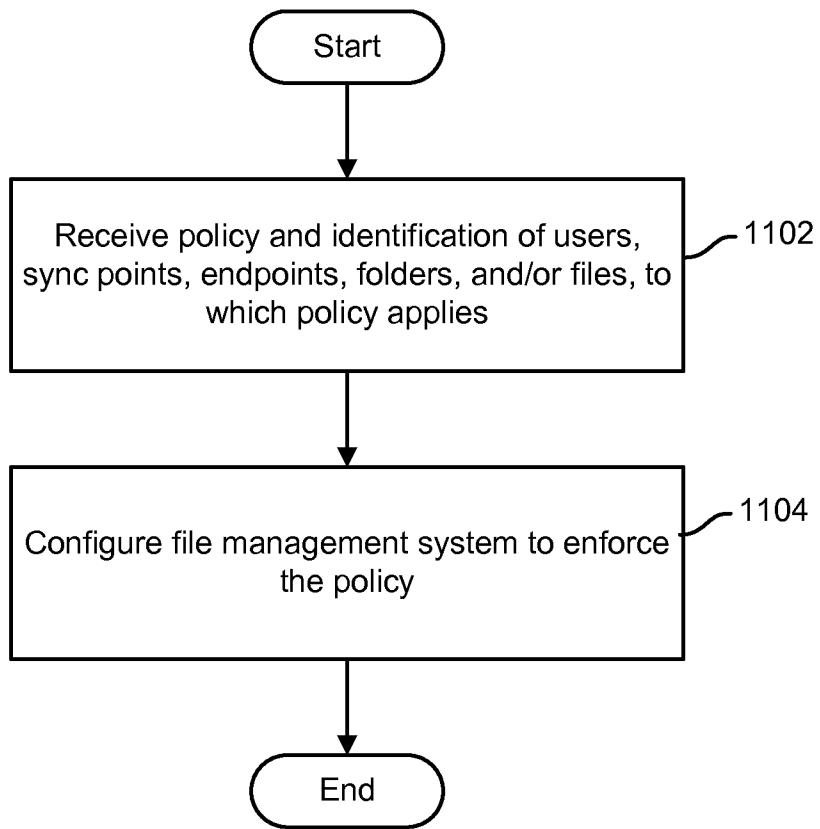 Start
Receive policy and identification of users,
sync points, endpoints, folders, and/or files, to
which policy applies
1102
Configure file management system to enforce
the policy
1104
End